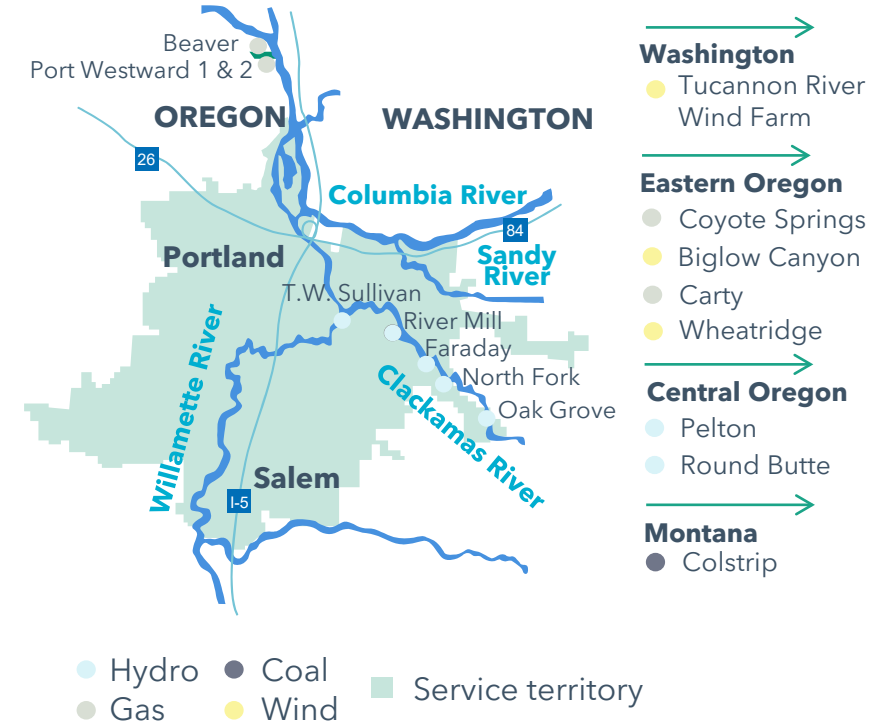 Beaver
Port Westward 1 & 2
OREGON
WASHINGTON
26
Columbia River
84
Portland
Sandy
River
T.W. Sullivan
River Mill
Faraday
North Fork
Oak Grove
Willamette River
Clackamas River
Salem
I-5
Washington
Tucannon River
Wind Farm
Eastern Oregon
Coyote Springs
Biglow Canyon
Carty
Wheatridge
Central Oregon
Pelton
Round Butte
Montana
Colstrip
Hydro
Coal
Gas
Wind
Service territory